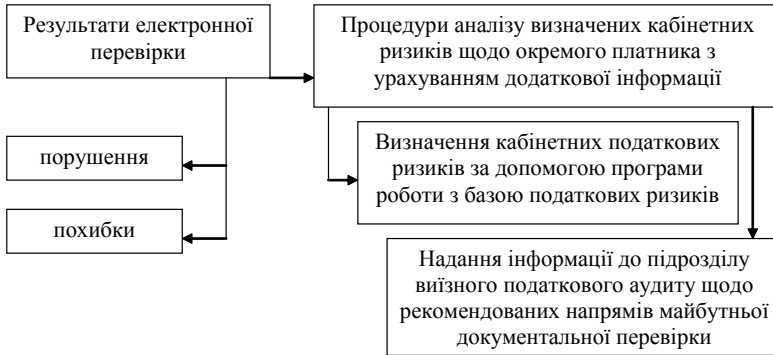 Результати електронної
перевірки
Процедури аналізу визначених кабінетних
ризиків щодо окремого платника з
урахуванням додаткової інформації
порушення
похибки
Визначення кабінетних податкових
ризиків за допомогою програми
роботи з базою податкових ризиків
Надання інформації до підрозділу
виїзного податкового аудиту щодо
рекомендованих напрямів майбутньої
документальної перевірки